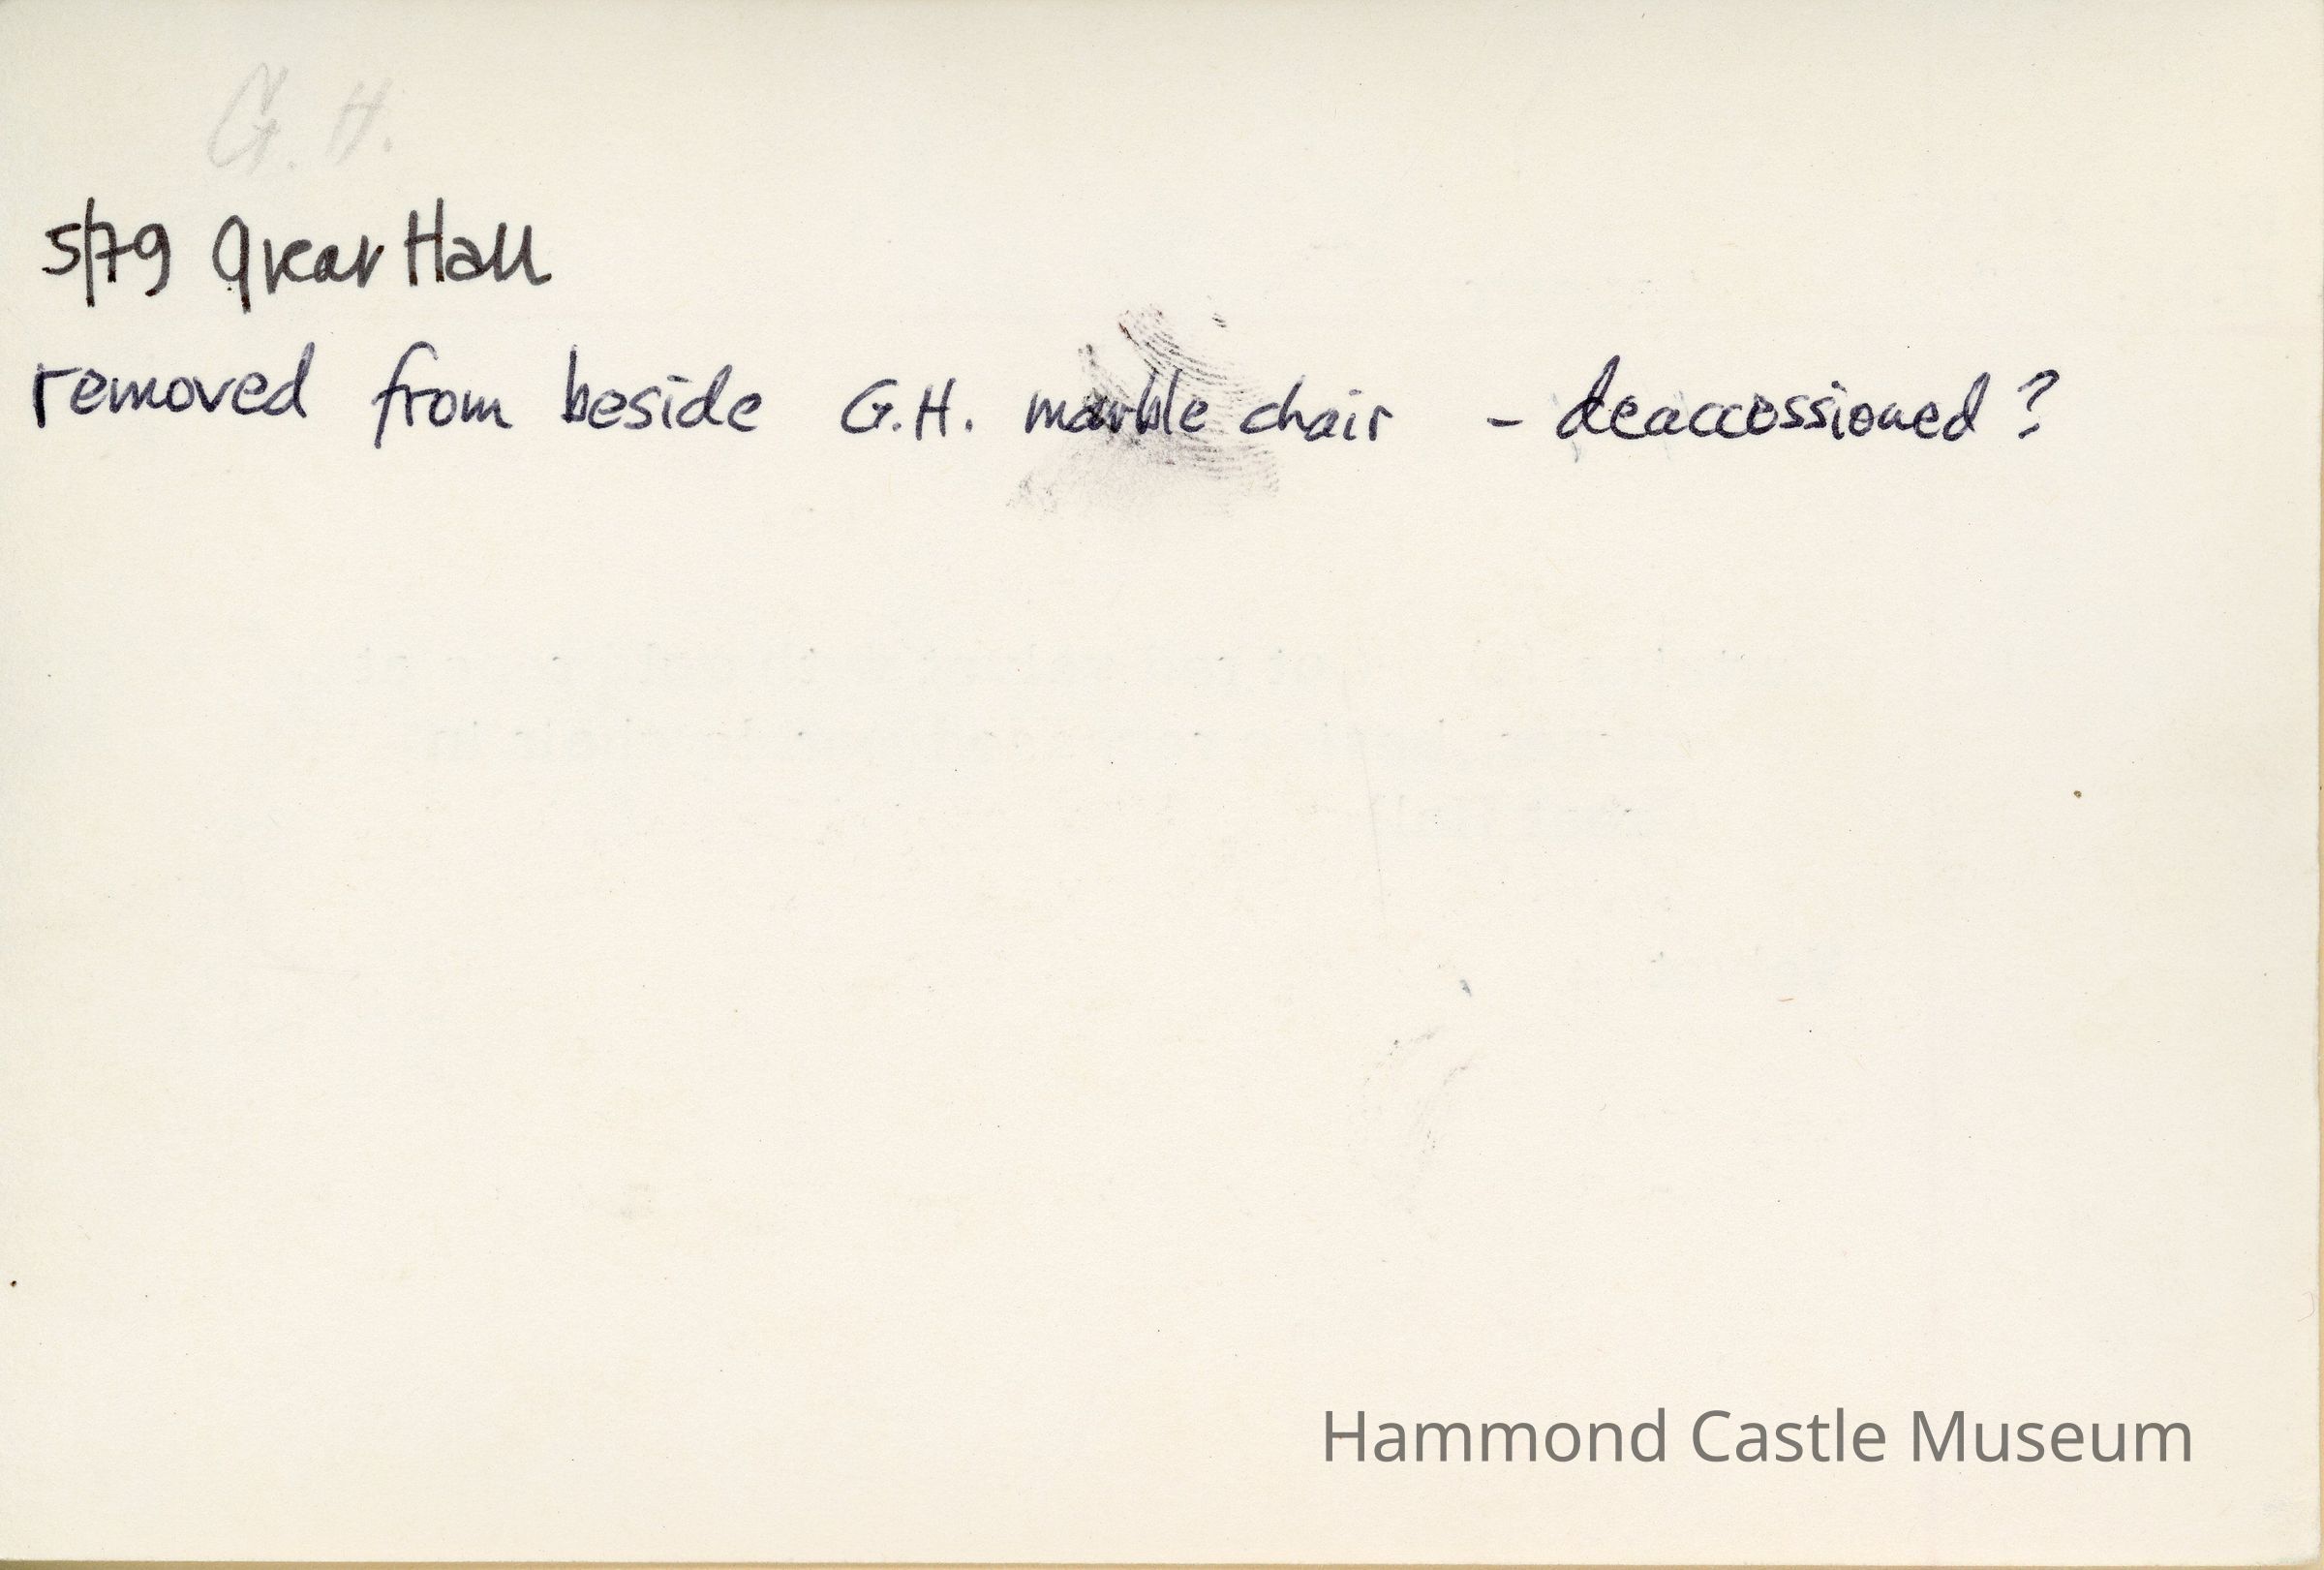 G. H.
5/79 Great Hall
removed from beside G.H. marble chair - deaccessioned?
Hammond Castle Museum